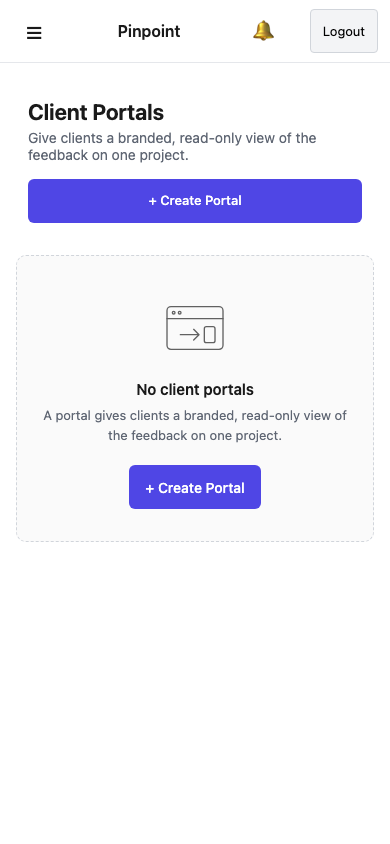 Pinpoint
Logout
Client Portals
Give clients a branded, read-only view of the
feedback on one project.
+ Create Portal
No client portals
A portal gives clients a branded, read-only view of
the feedback on one project.
+ Create Portal